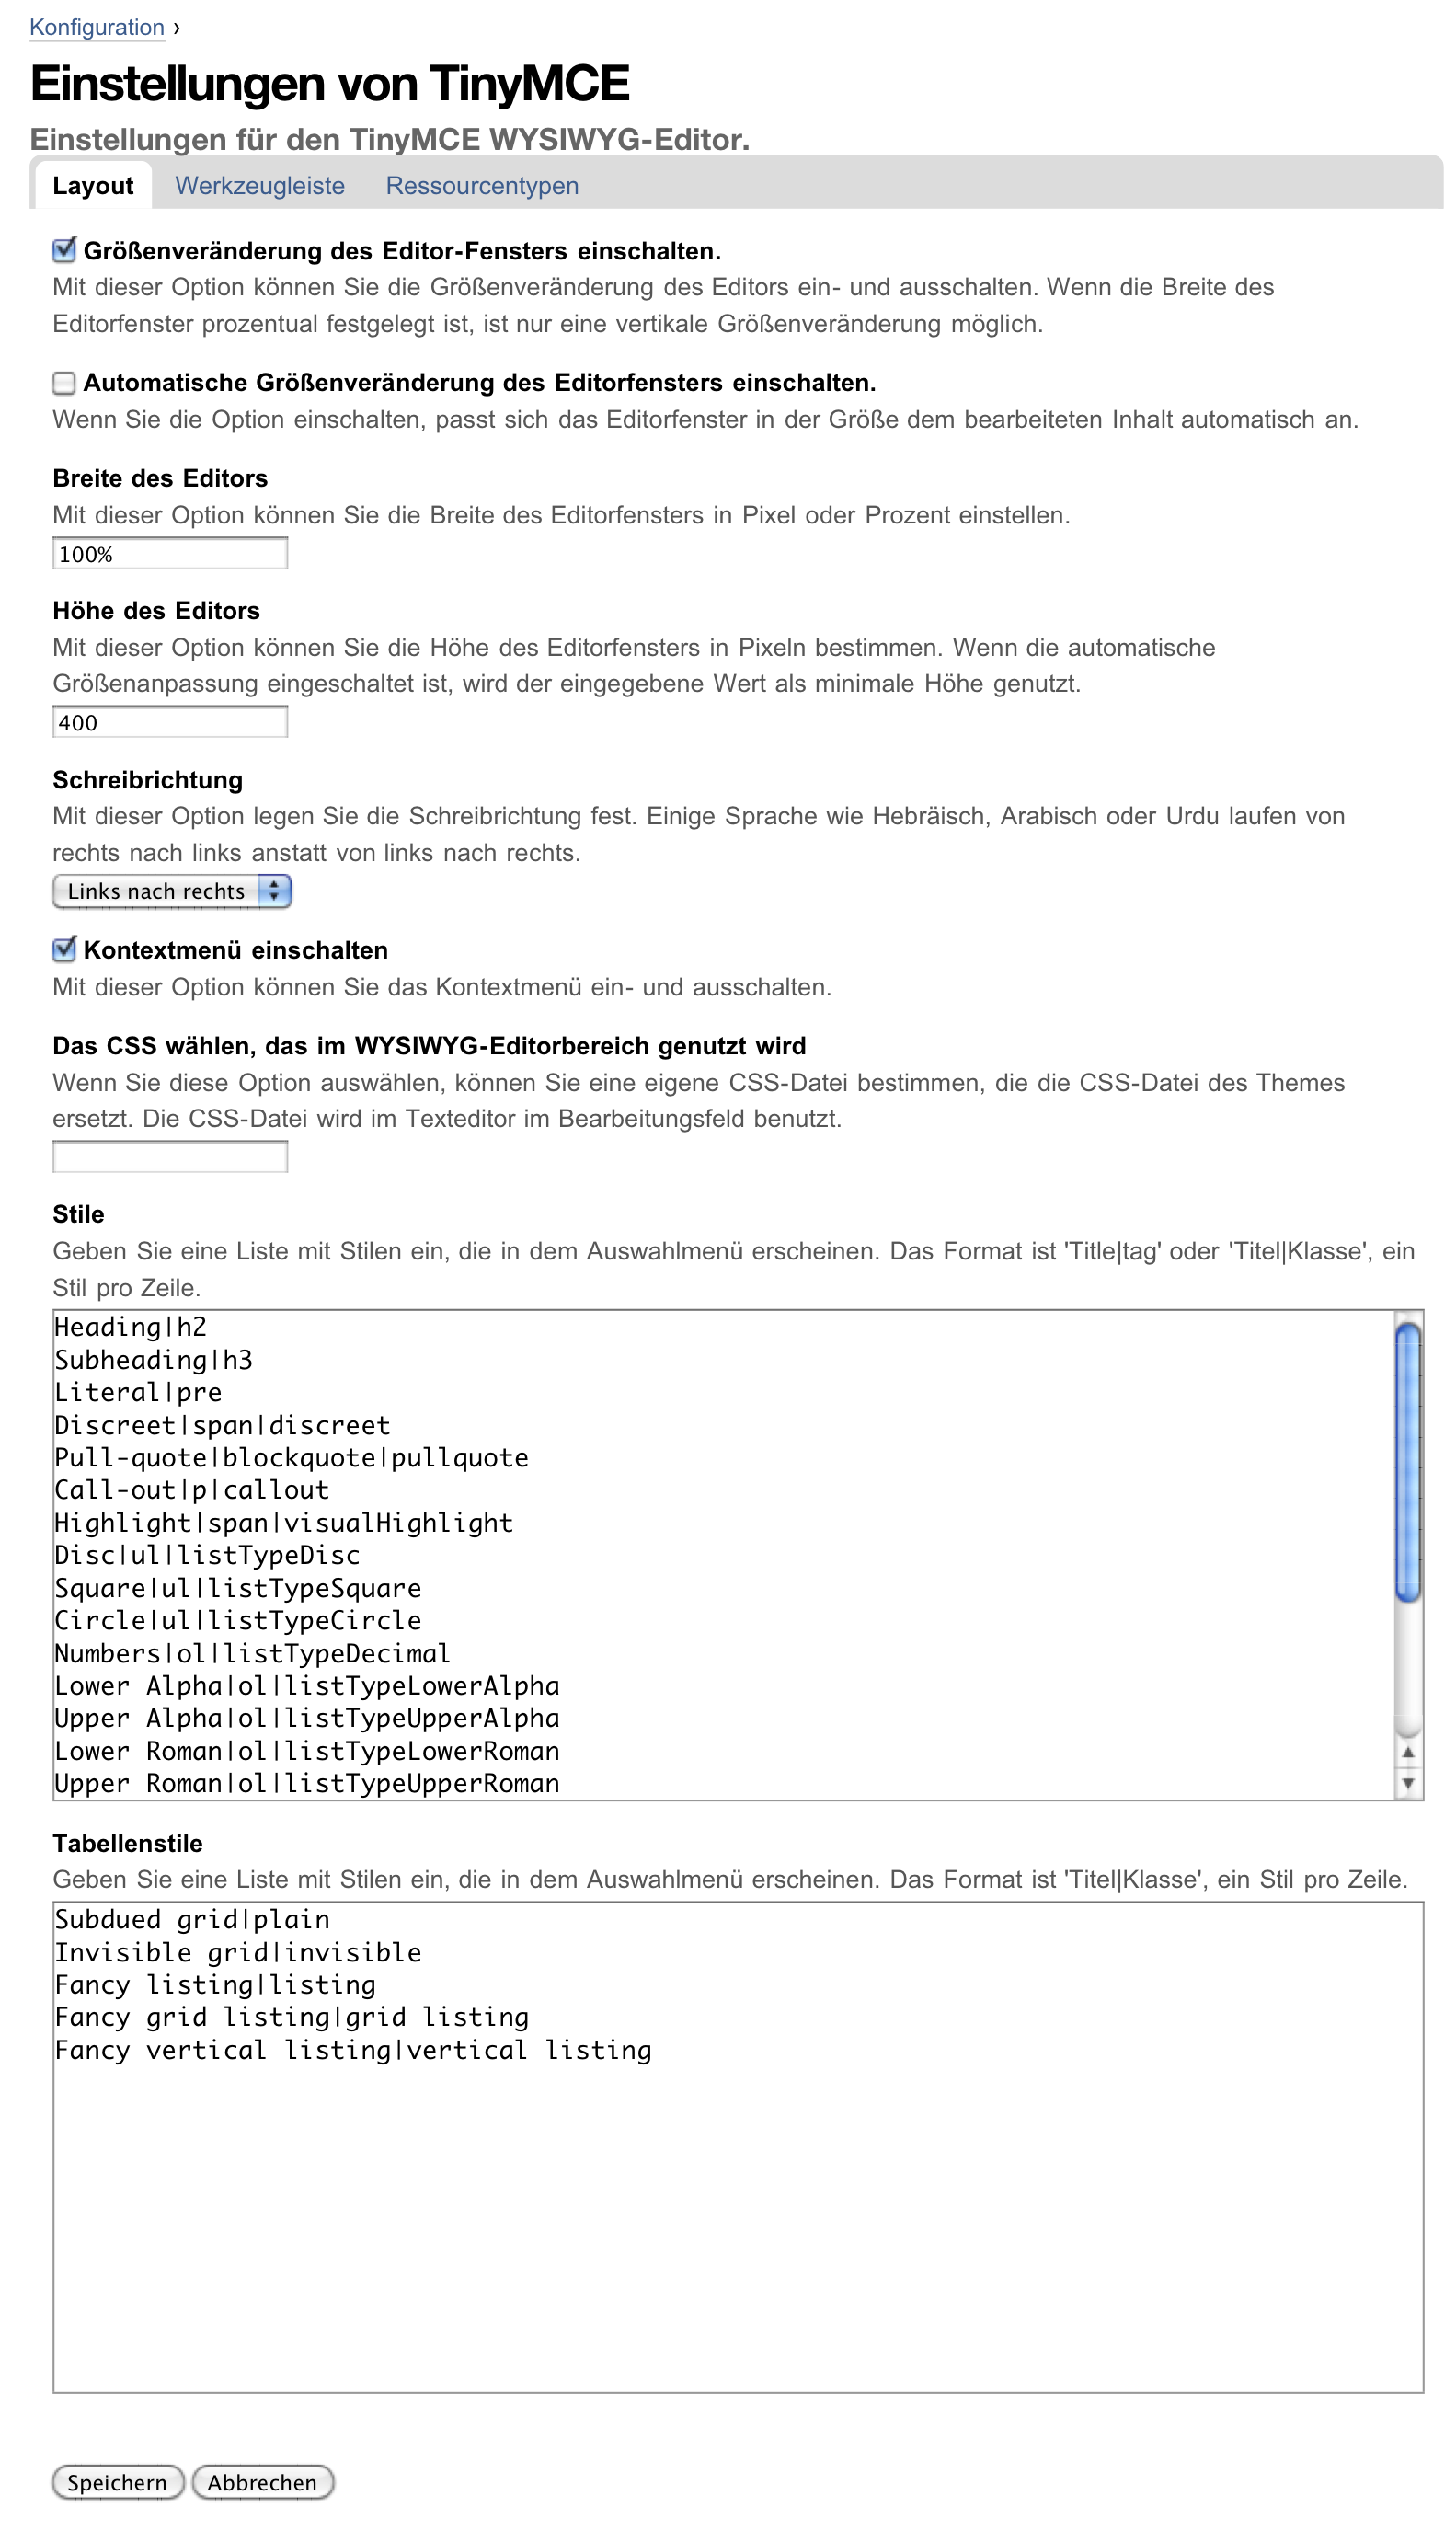 Konfiguration ›
Einstellungen von TinyMCE
Einstellungen für den TinyMCE WYSIWYG-Editor.
Layout Werkzeugleiste Ressourcentypen
Größenveränderung des Editor-Fensters einschalten.
Mit dieser Option können Sie die Größenveränderung des Editors ein- und ausschalten. Wenn die Breite des
Editorfenster prozentual festgelegt ist, ist nur eine vertikale Größenveränderung möglich.
Automatische Größenveränderung des Editorfensters einschalten.
Wenn Sie die Option einschalten, passt sich das Editorfenster in der Größe dem bearbeiteten Inhalt automatisch an.
Breite des Editors
Mit dieser Option können Sie die Breite des Editorfensters in Pixel oder Prozent einstellen.
100%
Höhe des Editors
Mit dieser Option können Sie die Höhe des Editorfensters in Pixeln bestimmen. Wenn die automatische
Größenanpassung eingeschaltet ist, wird der eingegebene Wert als minimale Höhe genutzt.
400
Schreibrichtung
Mit dieser Option legen Sie die Schreibrichtung fest. Einige Sprache wie Hebräisch, Arabisch oder Urdu laufen von
rechts nach links anstatt von links nach rechts.
Links nach rechts
Kontextmenü einschalten
Mit dieser Option können Sie das Kontextmenü ein- und ausschalten.
Das CSS wählen, das im WYSIWYG-Editorbereich genutzt wird
Wenn Sie diese Option auswählen, können Sie eine eigene CSS-Datei bestimmen, die die CSS-Datei des Themes
ersetzt. Die CSS-Datei wird im Texteditor im Bearbeitungsfeld benutzt.
Stile
Geben Sie eine Liste mit Stilen ein, die in dem Auswahlmenü erscheinen. Das Format ist 'Title|tag' oder 'Titel|Klasse', ein
Stil pro Zeile.
Heading|h2
Subheading|h3
Literal|pre
Discreet|span|discreet
Pull-quote|blockquote|pullquote
Call-out|p|callout
Highlight|span|visualHighlight
Disc|ul|listTypeDisc
Square|ul|listTypeSquare
Circle|ul|listTypeCircle
Numbers|ol|listTypeDecimal
Lower Alpha|ol|listTypeLowerAlpha
Upper Alpha|ol|listTypeUpperAlpha
Lower Roman|ol|listTypeLowerRoman
Upper Roman|ol|listTypeUpperRoman
Tabellenstile
Geben Sie eine Liste mit Stilen ein, die in dem Auswahlmenü erscheinen. Das Format ist 'Titel|Klasse', ein Stil pro Zeile.
Subdued grid|plain
Invisible grid|invisible
Fancy listing|listing
Fancy grid listing|grid listing
Fancy vertical listing|vertical listing
Speichern Abbrechen